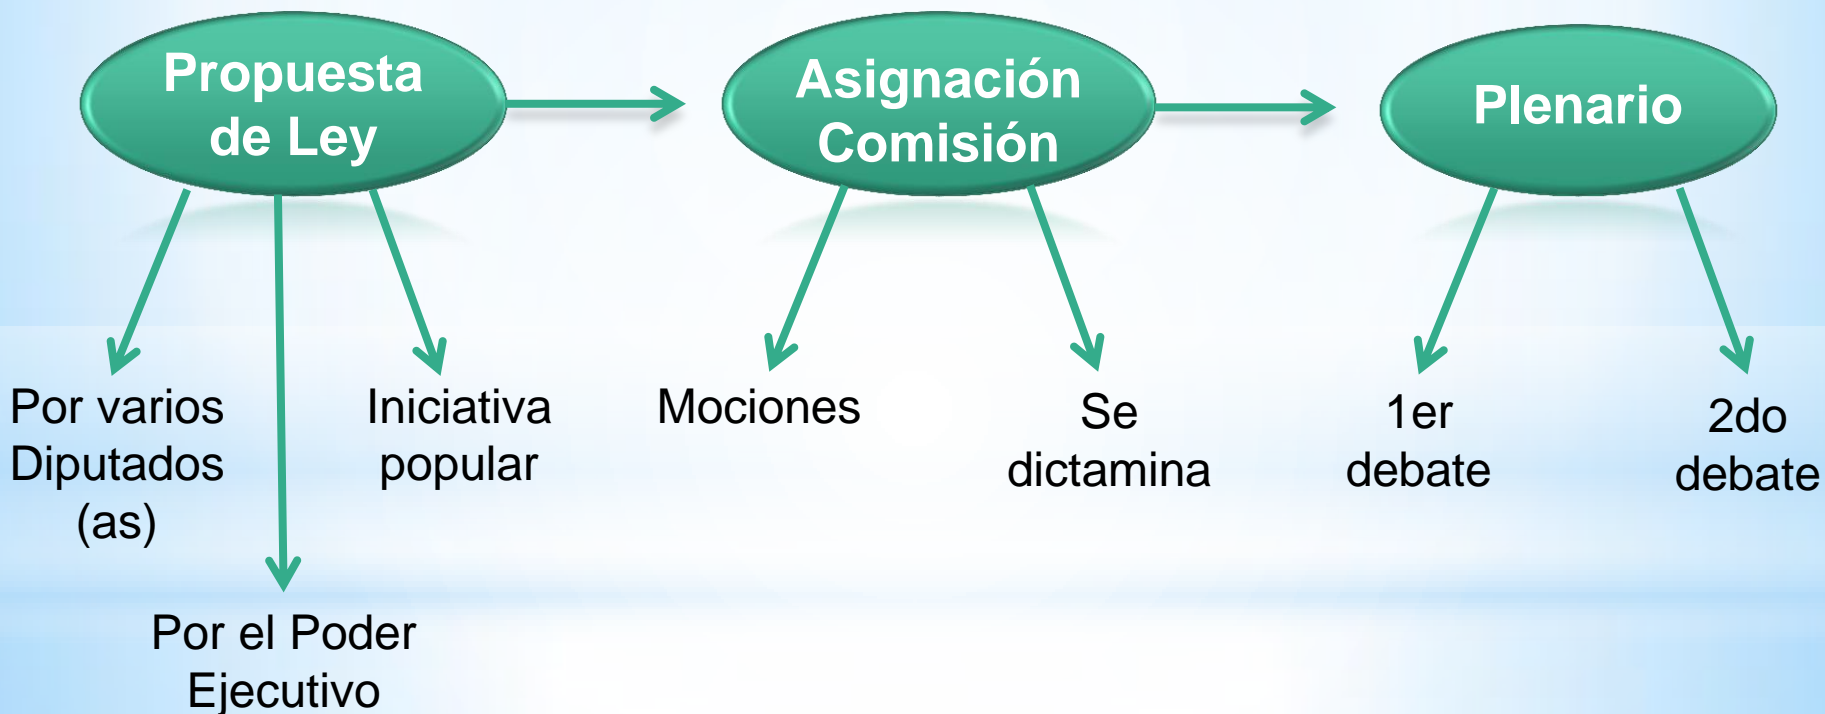 Propuesta
de Ley
Asignación
Comisión
Plenario
Por varios
Diputados
(as)
Iniciativa
popular
Por el Poder
Ejecutivo
Mociones
Se
dictamina
1er
debate
2do
debate